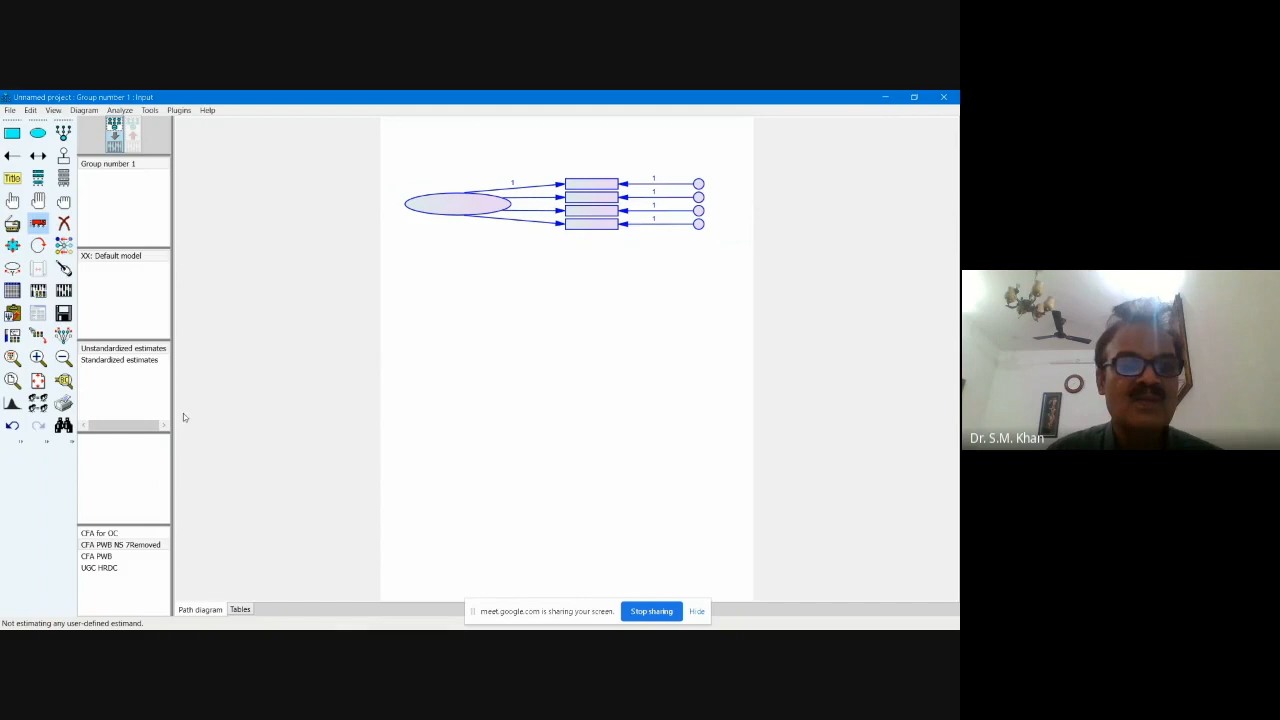 Unnamed project : Group number 1 : Input
File Edit View Diagram Analyze Tools Plugins Help
Title
Group number 1
XX: Default model
Unstandardized estimates
Standardized estimates
CFA for OC
CFA PWB NS 7Removed
CFA PWB
UGC HRDC
1
1
1
1
1
Path diagram Tables
meet.google.com is sharing your screen. Stop sharing Hide
Not estimating any user-defined estimand.
Dr. S.M. Khan